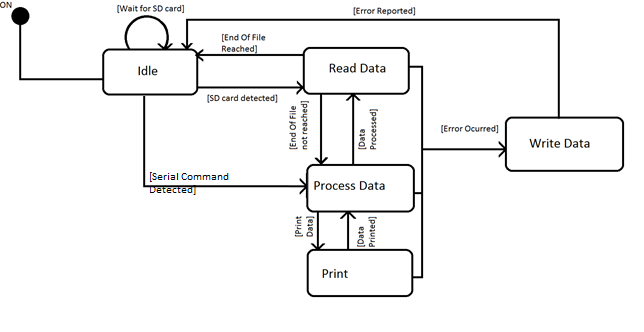 ON
[Wait for SD card]
[Error Reported]
[End Of File
Reached]
Idle
Read Data
[SD card detected]
[End Of File
not reached]
[Data
Processed]
[Error Ocurred]
Write Data
[Serial Command
Detected]
Process Data
[Print
Data]
[Data
Printed]
Print